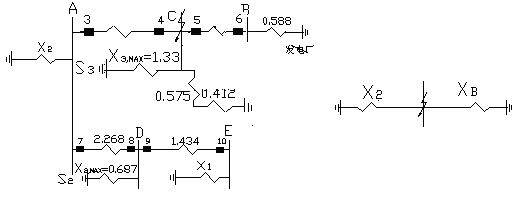 A
3
4
C
5
6
B
0.588
发电厂
X2
S3
X3,MAX=1.33
0.575
0.412
X2
XB
7
2.268
8
D
9
1.434
10
E
S2
X2,MAX=0.687
X1